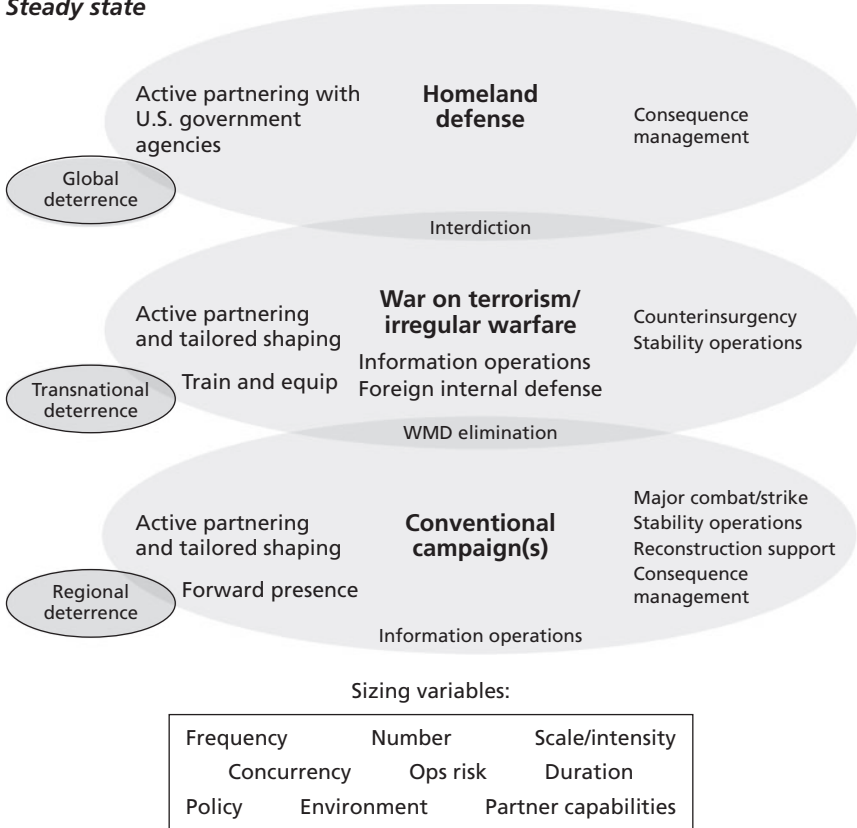 Steady state
Active partnering with
U.S. government
agencies
Homeland
defense
Consequence
management
Global
deterrence
Interdiction
Active partnering
and tailored shaping
Train and equip
War on terrorism/
irregular warfare
Information operations
Foreign internal defense
Counterinsurgency
Stability operations
Transnational
deterrence
WMD elimination
Active partnering
and tailored shaping
Forward presence
Conventional
campaign(s)
Major combat/strike
Stability operations
Reconstruction support
Consequence
management
Regional
deterrence
Information operations
Sizing variables:
Frequency Number Scale/intensity
Concurrency Ops risk Duration
Policy Environment Partner capabilities